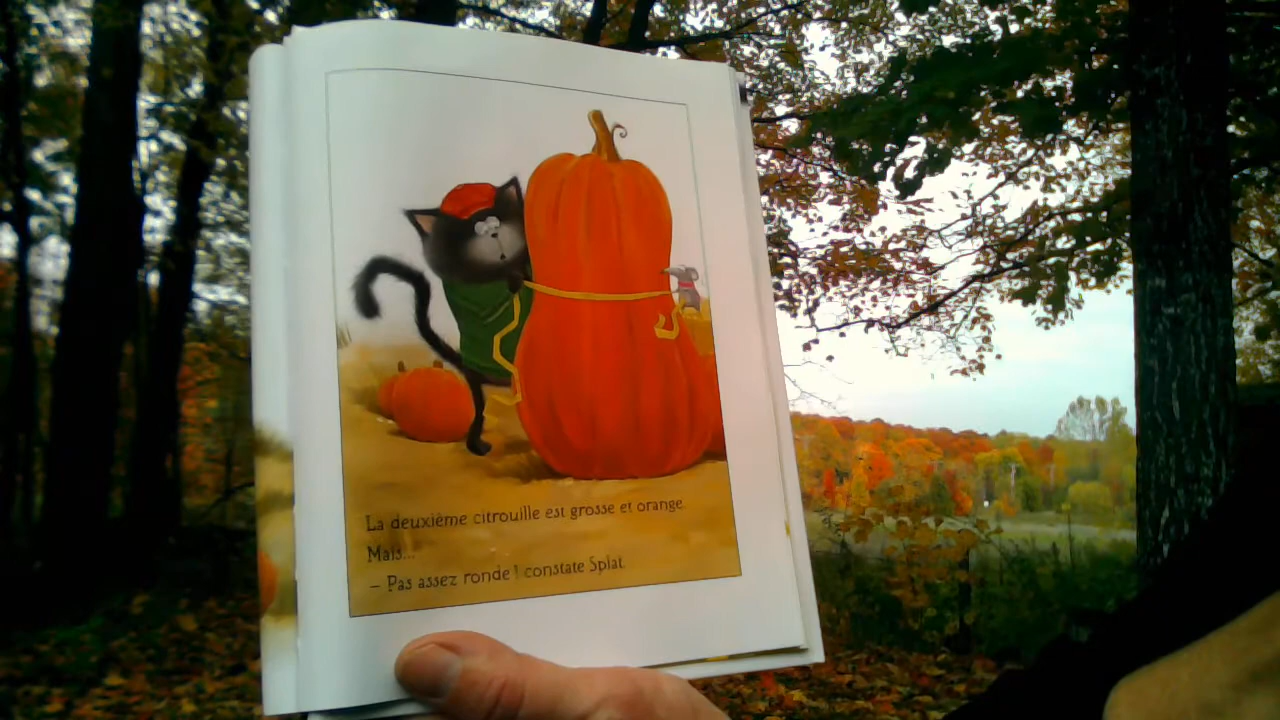 La deuxième citrouille est grosse et orange.
Mais...
– Pas assez ronde ! constate Splat.